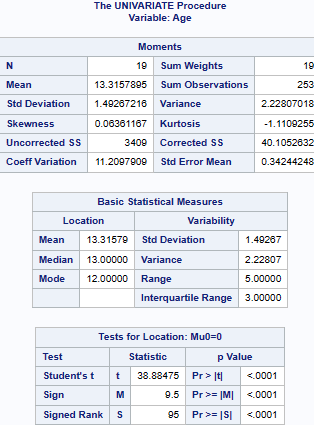 The UNIVARIATE Procedure
Variable: Age
Moments
N 19 Sum Weights 19
Mean 13.3157895 Sum Observations 253
Std Deviation 1.49267216 Variance 2.22807018
Skewness 0.06361167 Kurtosis -1.1109255
Uncorrected SS 3409 Corrected SS 40.1052632
Coeff Variation 11.2097909 Std Error Mean 0.34244248
Basic Statistical Measures
Location Variability
Mean 13.31579 Std Deviation 1.49267
Median 13.00000 Variance 2.22807
Mode 12.00000 Range 5.00000
Interquartile Range 3.00000
Tests for Location: Mu0=0
Test Statistic p Value
Student's t t 38.88475 Pr > |t| <.0001
Sign M 9.5 Pr >= |M| <.0001
Signed Rank S 95 Pr >= |S| <.0001